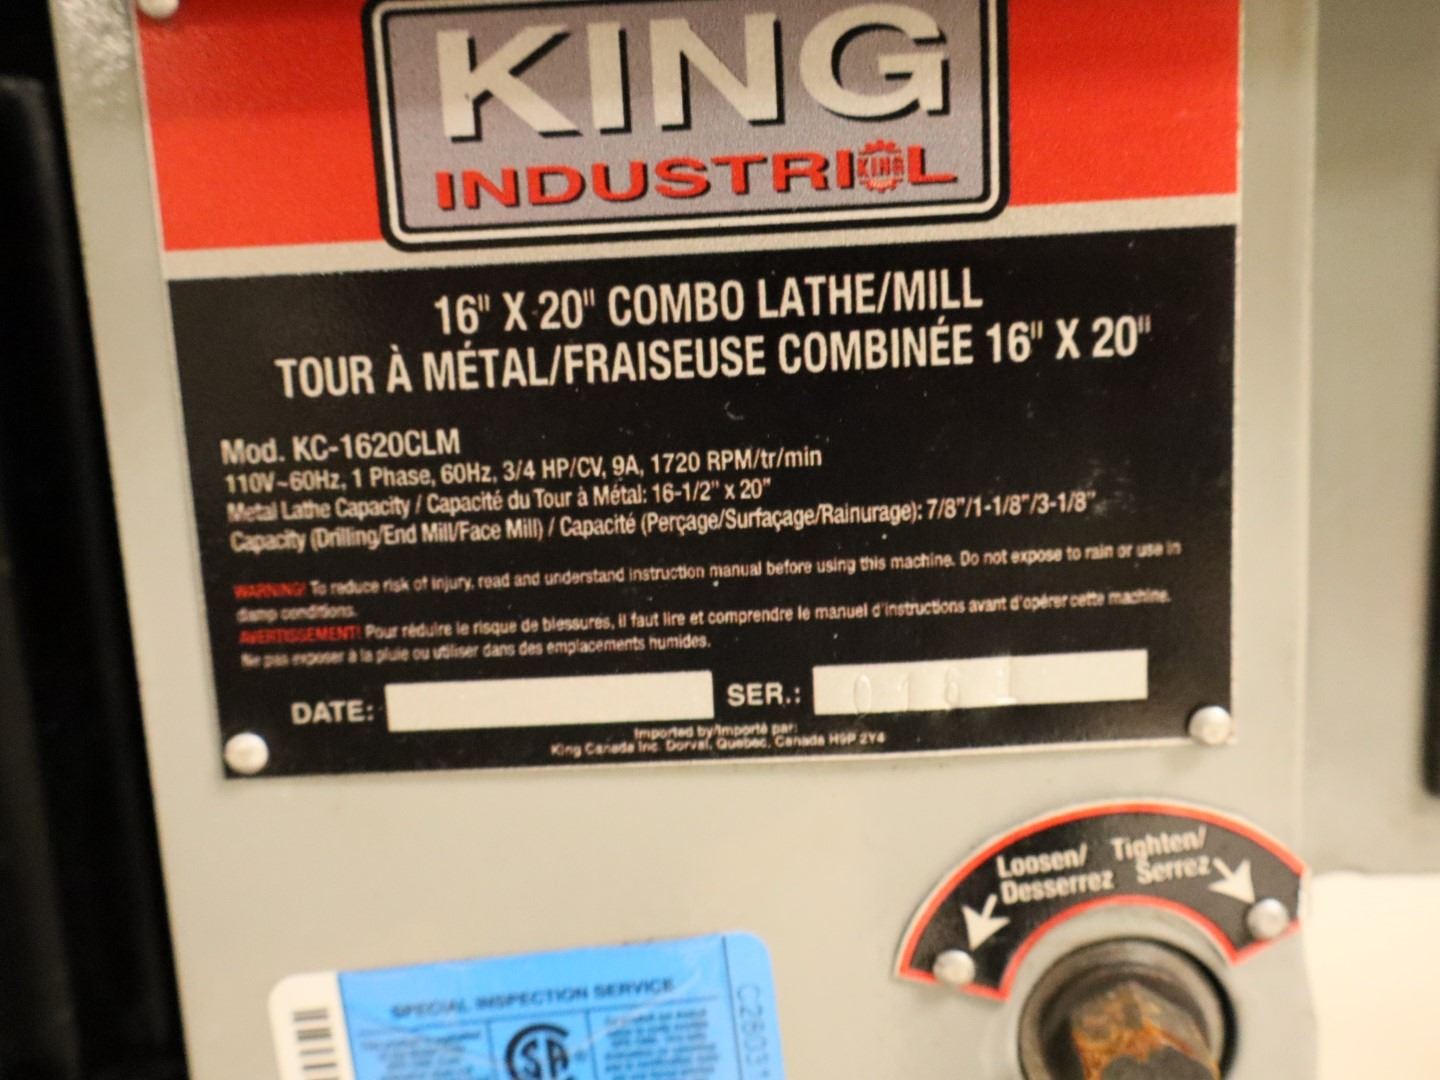 KING
INDUSTRIAL
KING
16" X 20" COMBO LATHE/MILL
TOUR À MÉTAL/FRAISEUSE COMBINÉE 16" X 20"
Mod. KC-1620CLM
110V~60Hz, 1 Phase, 60Hz, 3/4 HP/CV, 9A, 1720 RPM/tr/min
Metal Lathe Capacity / Capacité du Tour à Métal: 16-1/2" x 20"
Capacity (Drilling/End Mill/Face Mill) / Capacité (Perçage/Surfaçage/Rainurage): 7/8"/1-1/8"/3-1/8"
WARNING! To reduce risk of injury, read and understand instruction manual before using this machine. Do not expose to rain or use in
damp conditions.
AVERTISSEMENT! Pour réduire le risque de blessures, il faut lire et comprendre le manuel d'instructions avant d'opérer cette machine.
Ne pas exposer à la pluie ou utiliser dans des emplacements humides.
DATE: SER.: 0161
Imported by/Importé par:
King Canada Inc. Dorval, Quebec, Canada H9P 2Y4
Loosen/ Tighten/
Desserrez Serrez
SPECIAL INSPECTION SERVICE